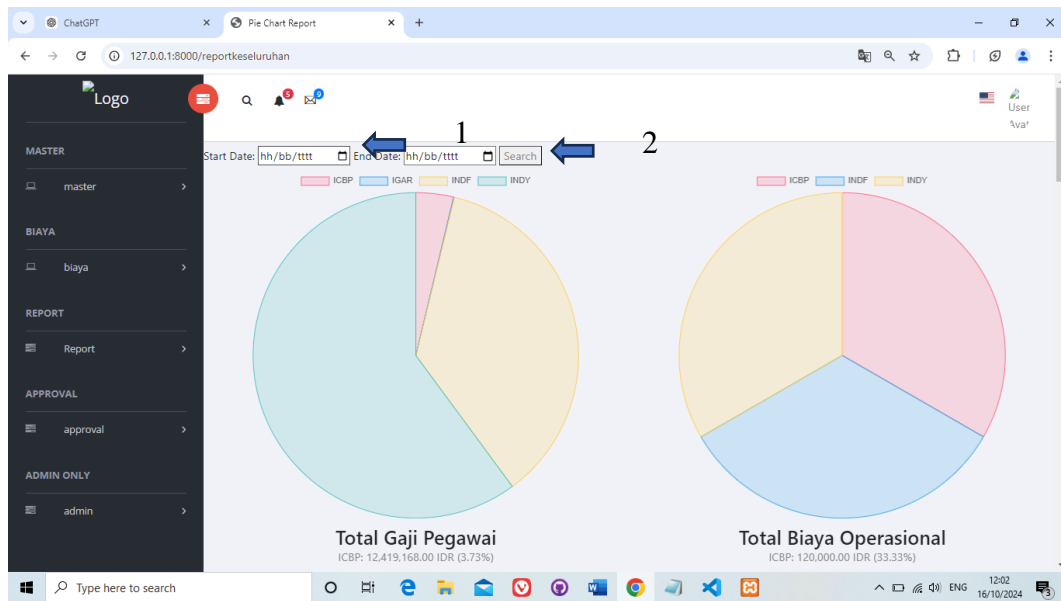 ChatGPT
Pie Chart Report
127.0.0.1:8000/reportkeseluruhan
Logo
5
9
User
Avat
MASTER
master
BIAYA
biaya
REPORT
Report
APPROVAL
approval
ADMIN ONLY
admin
1
2
Start Date: hh/bb/tttt End Date: hh/bb/tttt Search
ICBP IGAR INDF INDY
ICBP INDF INDY
Total Gaji Pegawai
ICBP: 12,419,168.00 IDR (3.73%)
Total Biaya Operasional
ICBP: 120,000.00 IDR (33.33%)
Type here to search
ENG
12:02
16/10/2024
3